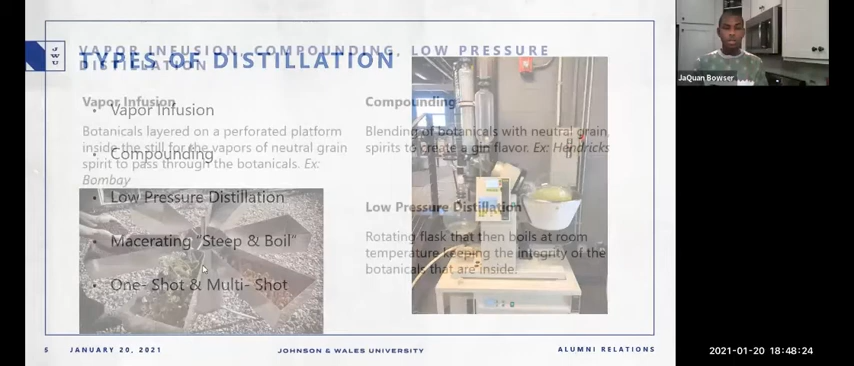 VAPOR INFUSION, COMPOUNDING, LOW PRESSURE
DISTILLATION
TYPES OF DISTILLATION
Vapor Infusion
Botanicals layered on a perforated platform
inside the still for the vapors of neutral grain
spirit to pass through the botanicals. Ex:
Bombay
• Vapor Infusion
• Compounding
• Low Pressure Distillation
• Macerating "Steep & Boil"
• One- Shot & Multi- Shot
Compounding
Blending of botanicals with neutral grain
spirits to create a gin flavor. Ex: Hendricks
Low Pressure Distillation
Rotating flask that then boils at room
temperature keeping the integrity of the
botanicals that are inside.
JWU
5 JANUARY 20, 2021 JOHNSON & WALES UNIVERSITY ALUMNI RELATIONS
JaQuan Bowser
2021-01-20 18:48:24